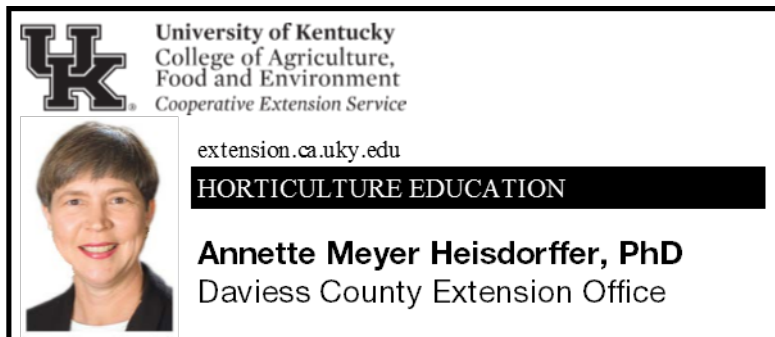 UK
University of Kentucky
College of Agriculture,
Food and Environment
Cooperative Extension Service
extension.ca.uky.edu
HORTICULTURE EDUCATION
Annette Meyer Heisdorffer, PhD
Daviess County Extension Office